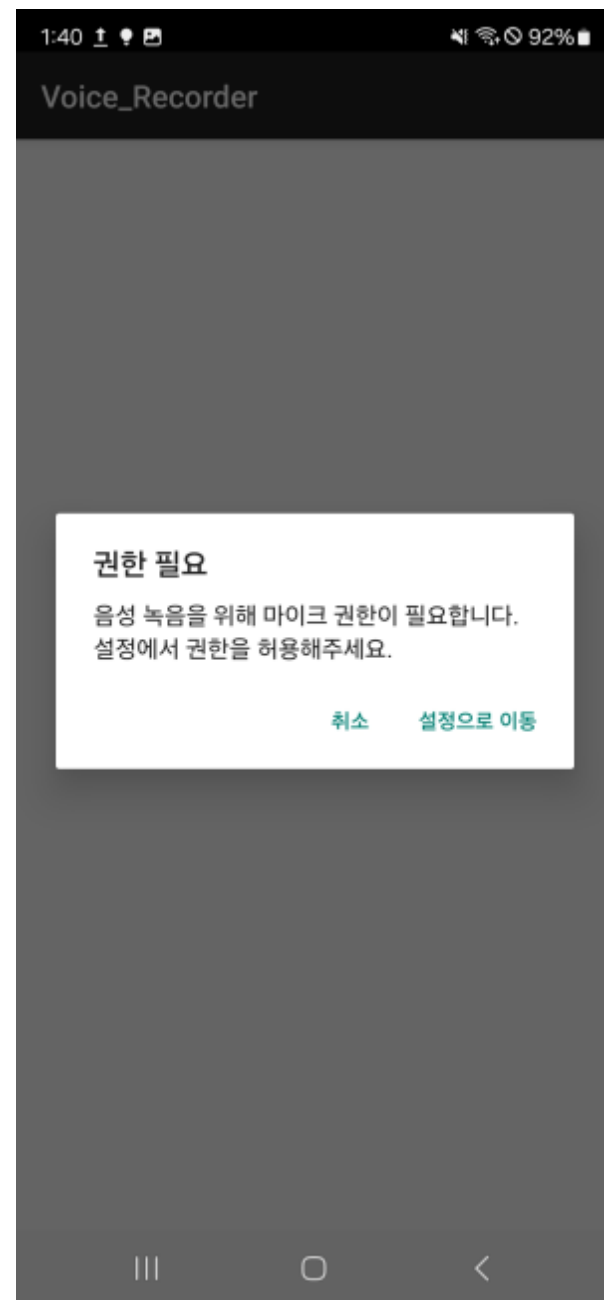 1:40
92%
Voice_Recorder
권한 필요
음성 녹음을 위해 마이크 권한이 필요합니다.
설정에서 권한을 허용해주세요.
취소
설정으로 이동